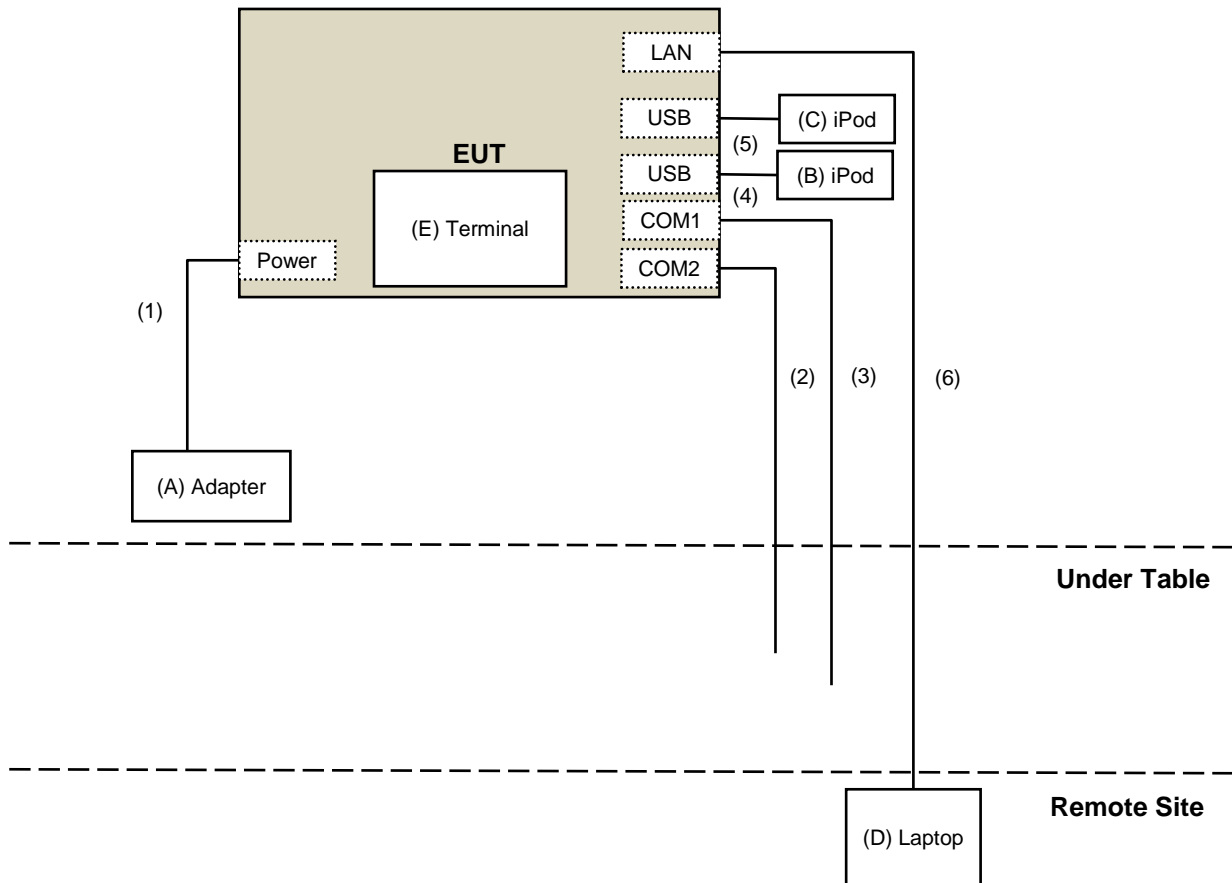 LAN
USB
(C) iPod
(5)
EUT
USB
(B) iPod
(4)
(E) Terminal
COM1
Power
COM2
(1)
(2)
(3)
(6)
(A) Adapter
Under Table
Remote Site
(D) Laptop